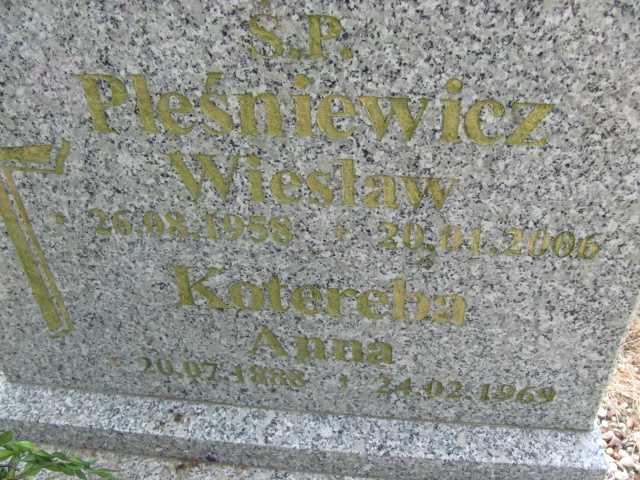 Ś.P.
Pleśniewicz
Wiesław
* 26.08.1958 + 20.01.2006
Kotereba
Anna
* 20.07.1888 + 24.02.1969